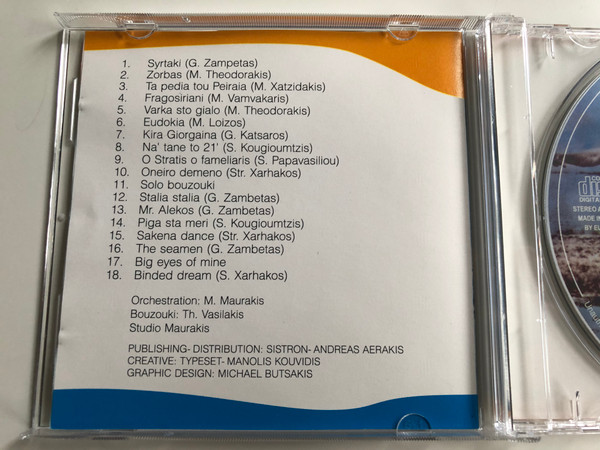 1. Syrtaki (G. Zampetas)
2. Zorbas (M. Theodorakis)
3. Ta pedia tou Peiraia (M. Xatzidakis)
4. Fragosiriani (M. Vamvakaris)
5. Varka sto gialo (M. Theodorakis)
6. Eudokia (M. Loizos)
7. Kira Giorgaina (G. Katsaros)
8. Na' tane to 21' (S. Kougioumtzis)
9. O Stratis o fameliaris (S. Papavasiliou)
10. Oneiro demeno (Str. Xarhakos)
11. Solo bouzouki
12. Stalia stalia (G. Zambetas)
13. Mr. Alekos (G. Zambetas)
14. Piga sta meri (S. Kougioumtzis)
15. Sakena dance (Str. Xarhakos)
16. The seamen (G. Zambetas)
17. Big eyes of mine
18. Binded dream (S. Xarhakos)
Orchestration: M. Maurakis
Bouzouki: Th. Vasilakis
Studio Maurakis
PUBLISHING- DISTRIBUTION: SISTRON- ANDREAS AERAKIS
CREATIVE: TYPESET- MANOLIS KOUVIDIS
GRAPHIC DESIGN: MICHAEL BUTSAKIS
STEREO
MADE IN
BY